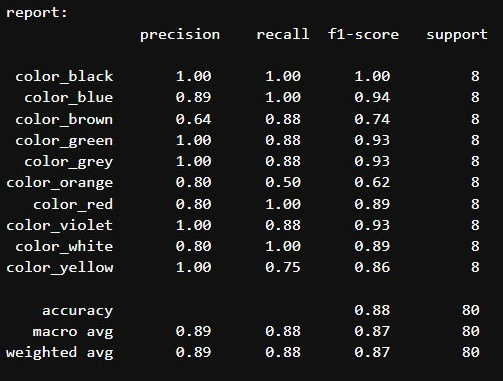 report:
precision recall f1-score support
color_black 1.00 1.00 1.00 8
color_blue 0.89 1.00 0.94 8
color_brown 0.64 0.88 0.74 8
color_green 1.00 0.88 0.93 8
color_grey 1.00 0.88 0.93 8
color_orange 0.80 0.50 0.62 8
color_red 0.80 1.00 0.89 8
color_violet 1.00 0.88 0.93 8
color_white 0.80 1.00 0.89 8
color_yellow 1.00 0.75 0.86 8
accuracy 0.88 80
macro avg 0.89 0.88 0.87 80
weighted avg 0.89 0.88 0.87 80